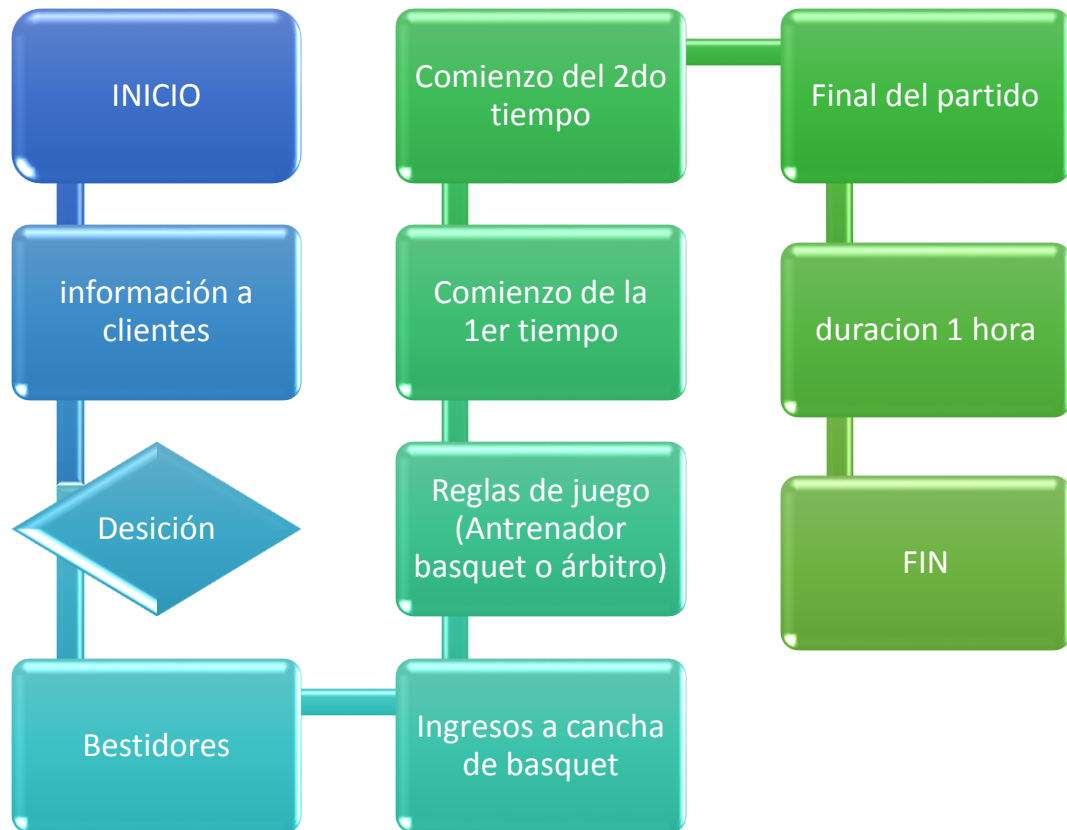 INICIO
información a
clientes
Desición
Bestidores
Ingresos a cancha
de basquet
Reglas de juego
(Antrenador
basquet o árbitro)
Comienzo de la
1er tiempo
Comienzo del 2do
tiempo
Final del partido
duracion 1 hora
FIN